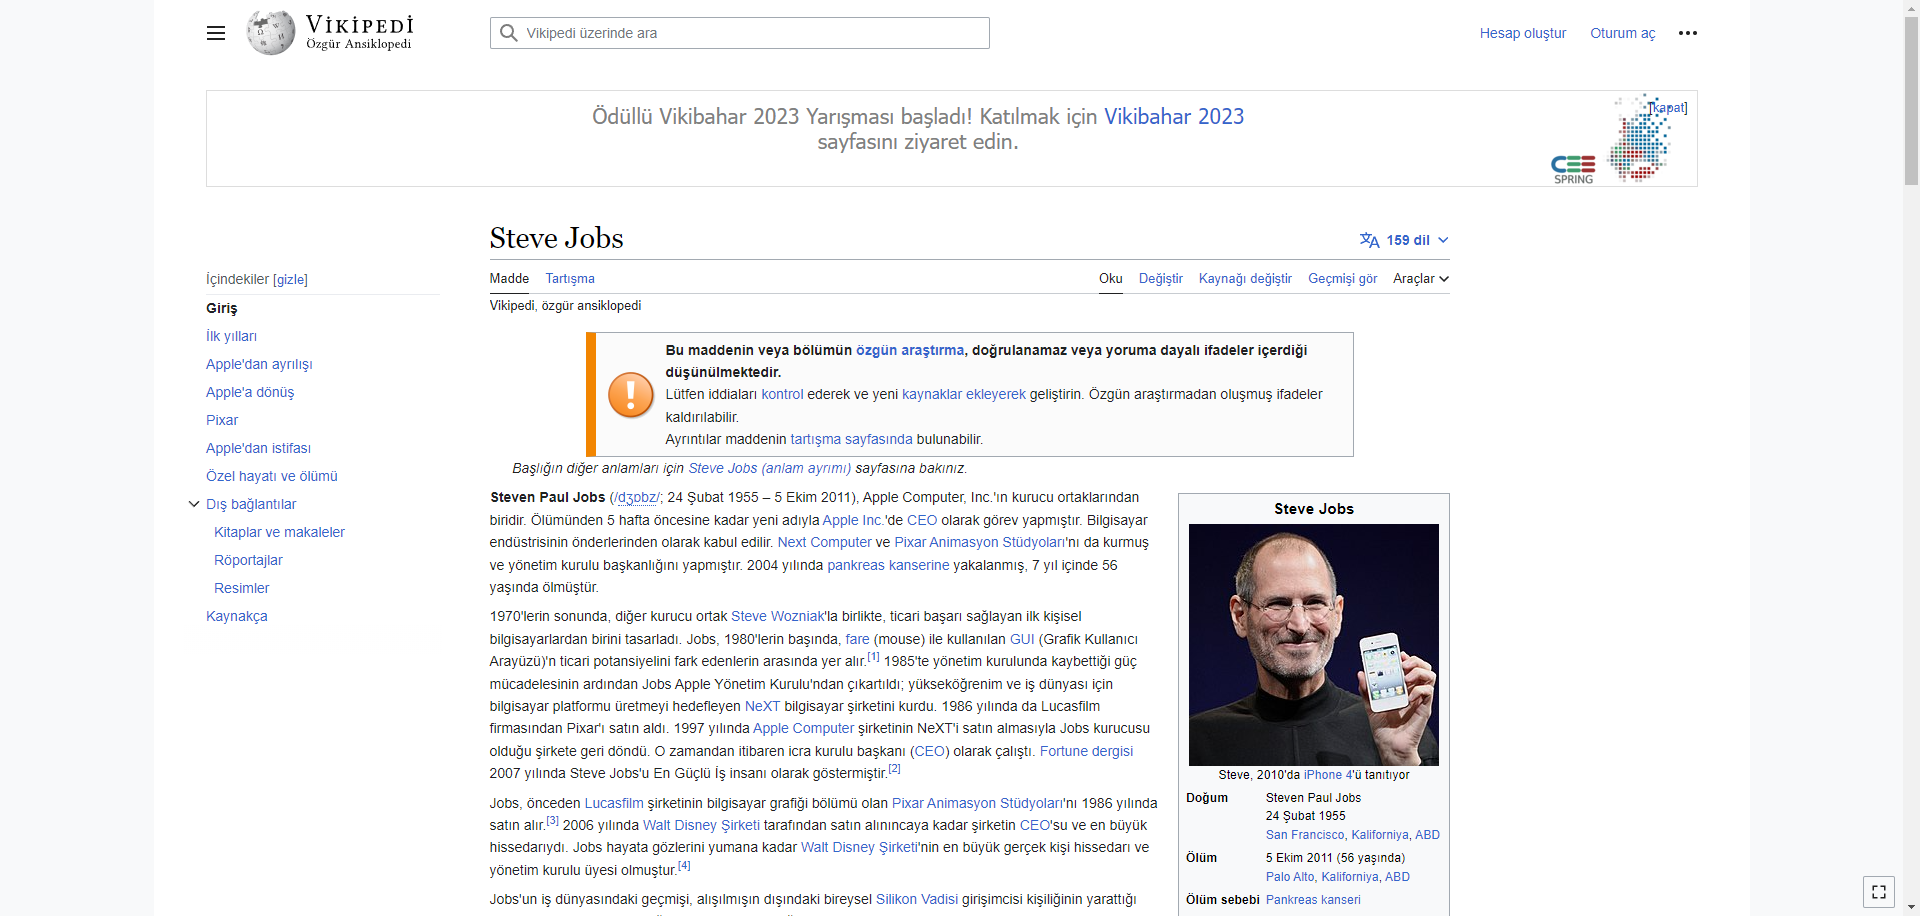 VİKİPEDİ
Özgür Ansiklopedi
Vikipedi üzerinde ara
Hesap oluştur
Oturum aç
Ödüllü Vikibahar 2023 Yarışması başladı! Katılmak için Vikibahar 2023
sayfasını ziyaret edin.
[kapat]
CEE
SPRING
Steve Jobs
159 dil
İçindekiler [gizle]
Giriş
İlk yılları
Apple'dan ayrılışı
Apple'a dönüş
Pixar
Apple'dan istifası
Özel hayatı ve ölümü
Dış bağlantılar
Kitaplar ve makaleler
Röportajlar
Resimler
Kaynakça
Madde Tartışma
Oku Değiştir Kaynağı değiştir Geçmişi gör Araçlar
Vikipedi, özgür ansiklopedi
Bu maddenin veya bölümün özgün araştırma, doğrulanamaz veya yoruma dayalı ifadeler içerdiği
düşünülmektedir.
Lütfen iddiaları kontrol ederek ve yeni kaynaklar ekleyerek geliştirin. Özgün araştırmadan oluşmuş ifadeler
kaldırılabilir.
Ayrıntılar maddenin tartışma sayfasında bulunabilir.
Başlığın diğer anlamları için Steve Jobs (anlam ayrımı) sayfasına bakınız.
Steven Paul Jobs (/dʒɒbz/; 24 Şubat 1955 – 5 Ekim 2011), Apple Computer, Inc.'ın kurucu ortaklarından
biridir. Ölümünden 5 hafta öncesine kadar yeni adıyla Apple Inc.'de CEO olarak görev yapmıştır. Bilgisayar
endüstrisinin önderlerinden olarak kabul edilir. Next Computer ve Pixar Animasyon Stüdyoları'nı da kurmuş
ve yönetim kurulu başkanlığını yapmıştır. 2004 yılında pankreas kanserine yakalanmış, 7 yıl içinde 56
yaşında ölmüştür.
1970'lerin sonunda, diğer kurucu ortak Steve Wozniak'la birlikte, ticari başarı sağlayan ilk kişisel
bilgisayarlardan birini tasarladı. Jobs, 1980'lerin başında, fare (mouse) ile kullanılan GUI (Grafik Kullanıcı
Arayüzü)'n ticari potansiyelini fark edenlerin arasında yer alır.[1] 1985'te yönetim kurulunda kaybettiği güç
mücadelesinin ardından Jobs Apple Yönetim Kurulu'ndan çıkartıldı; yükseköğrenim ve iş dünyası için
bilgisayar platformu üretmeyi hedefleyen NeXT bilgisayar şirketini kurdu. 1986 yılında da Lucasfilm
firmasından Pixar'ı satın aldı. 1997 yılında Apple Computer şirketinin NeXT'i satın almasıyla Jobs kurucusu
olduğu şirkete geri döndü. O zamandan itibaren icra kurulu başkanı (CEO) olarak çalıştı. Fortune dergisi
2007 yılında Steve Jobs'u En Güçlü İş insanı olarak göstermiştir.[2]
Jobs, önceden Lucasfilm şirketinin bilgisayar grafiği bölümü olan Pixar Animasyon Stüdyoları'nı 1986 yılında
satın alır.[3] 2006 yılında Walt Disney Şirketi tarafından satın alınıncaya kadar şirketin CEO'su ve en büyük
hissedarıydı. Jobs hayata gözlerini yumana kadar Walt Disney Şirketi'nin en büyük gerçek kişi hissedarı ve
yönetim kurulu üyesi olmuştur.[4]
Jobs'un iş dünyasındaki geçmişi, alışılmışın dışındaki bireysel Silikon Vadisi girişimcisi kişiliğinin yarattığı
Steve Jobs
Steve, 2010'da iPhone 4'ü tanıtıyor
Doğum Steven Paul Jobs
24 Şubat 1955
San Francisco, Kaliforniya, ABD
Ölüm 5 Ekim 2011 (56 yaşında)
Palo Alto, Kaliforniya, ABD
Ölüm sebebi Pankreas kanseri